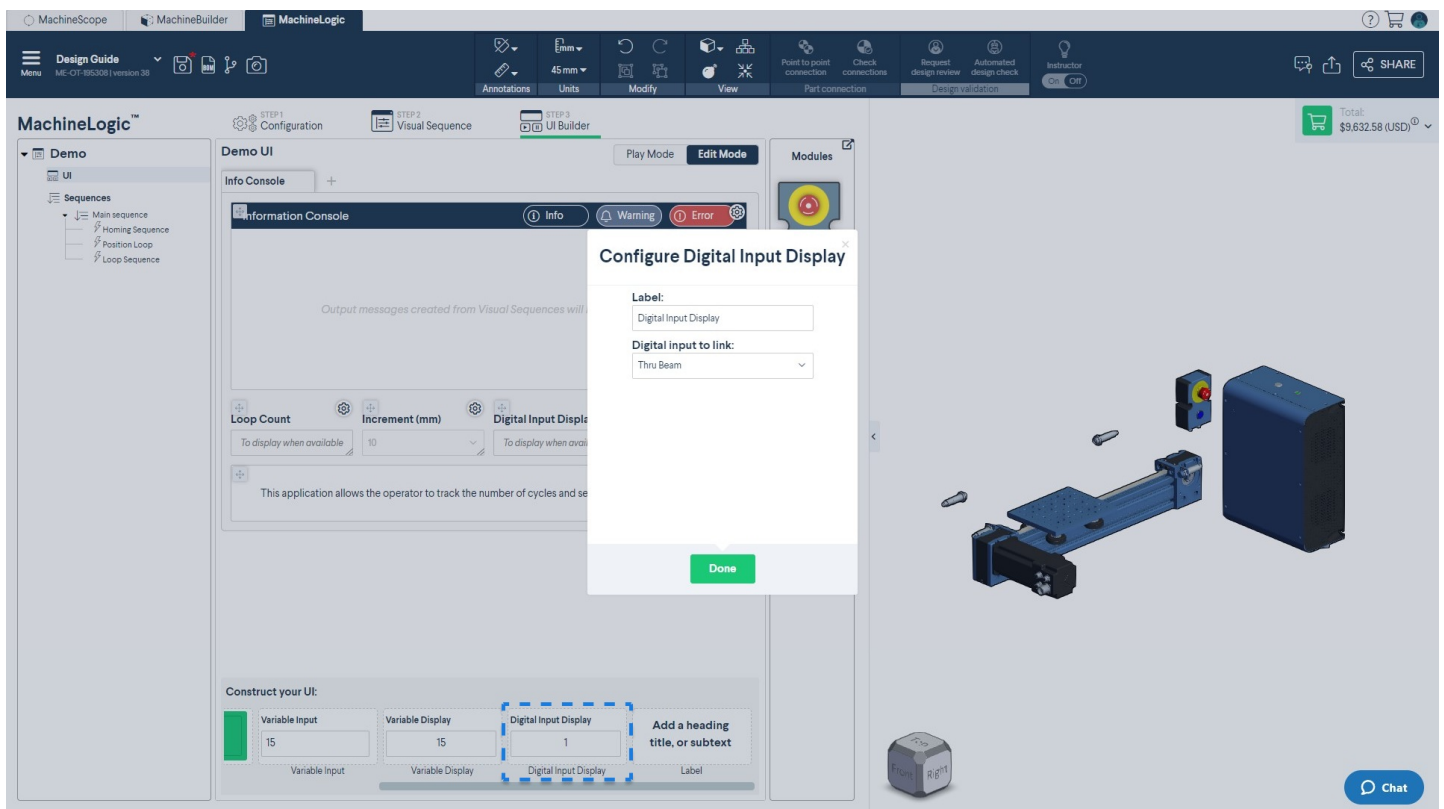 MachineScope
MachineBuilder
MachineLogic
Menu
Design Guide
ME-OT-195308 | version 38
BOM
mm
45 mm
Annotations
Units
Modify
View
Point to point connection
Check connections
Part connection
Request design review
Automated design check
Design validation
Instructor
On Off
SHARE
MachineLogic™
STEP 1
Configuration
STEP 2
Visual Sequence
STEP 3
UI Builder
Total:
$9,632.58 (USD)
Demo
UI
Sequences
Main sequence
Homing Sequence
Position Loop
Loop Sequence
Demo UI
Play Mode
Edit Mode
Modules
Info Console
+
Information Console
Info
Warning
Error
Output messages created from Visual Sequences will
Configure Digital Input Display
Label:
Digital Input Display
Digital input to link:
Thru Beam
Done
Loop Count
Increment (mm)
Digital Input Displa
To display when available
10
To display when avai
This application allows the operator to track the number of cycles and se
Construct your UI:
Variable Input
Variable Display
Digital Input Display
Add a heading
title, or subtext
15
15
1
Variable Input
Variable Display
Digital Input Display
Label
Top
Front
Right
Chat